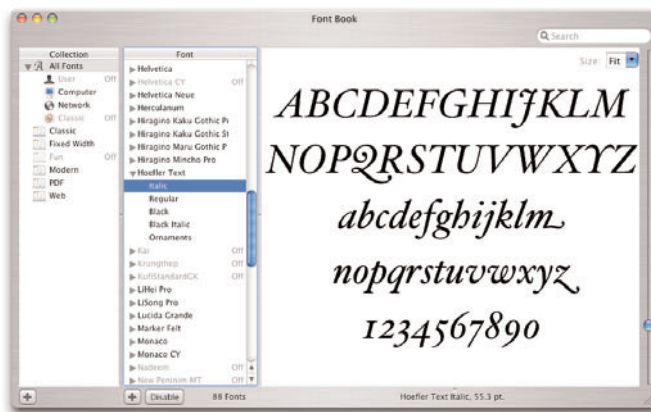 Font Book
Search
Collection
All Fonts
User Off
Computer
Network
Classic Off
Classic
Fixed Width
Fun Off
Modern
PDF
Web
Font
Helvetica
Helvetica CY Off
Helvetica Neue
Herculanum
Hiragino Kaku Gothic Pr
Hiragino Kaku Gothic St
Hiragino Maru Gothic P
Hiragino Mincho Pro
Hoefler Text
Italic
Regular
Black
Black Italic
Ornaments
Kai Off
Krungthep Off
KufiStandardGK Off
LiHei Pro
LiSong Pro
Lucida Grande
Marker Felt
Monaco
Monaco CY
Nadeem Off
New Peninim MT Off
Size: Fit
ABCDEFGHIJKLM
NOPQRSTUVWXYZ
abcdefghijklm
nopqrstuvwxyz
1234567890
Disable
88 Fonts
Hoefler Text Italic, 55.3 pt.